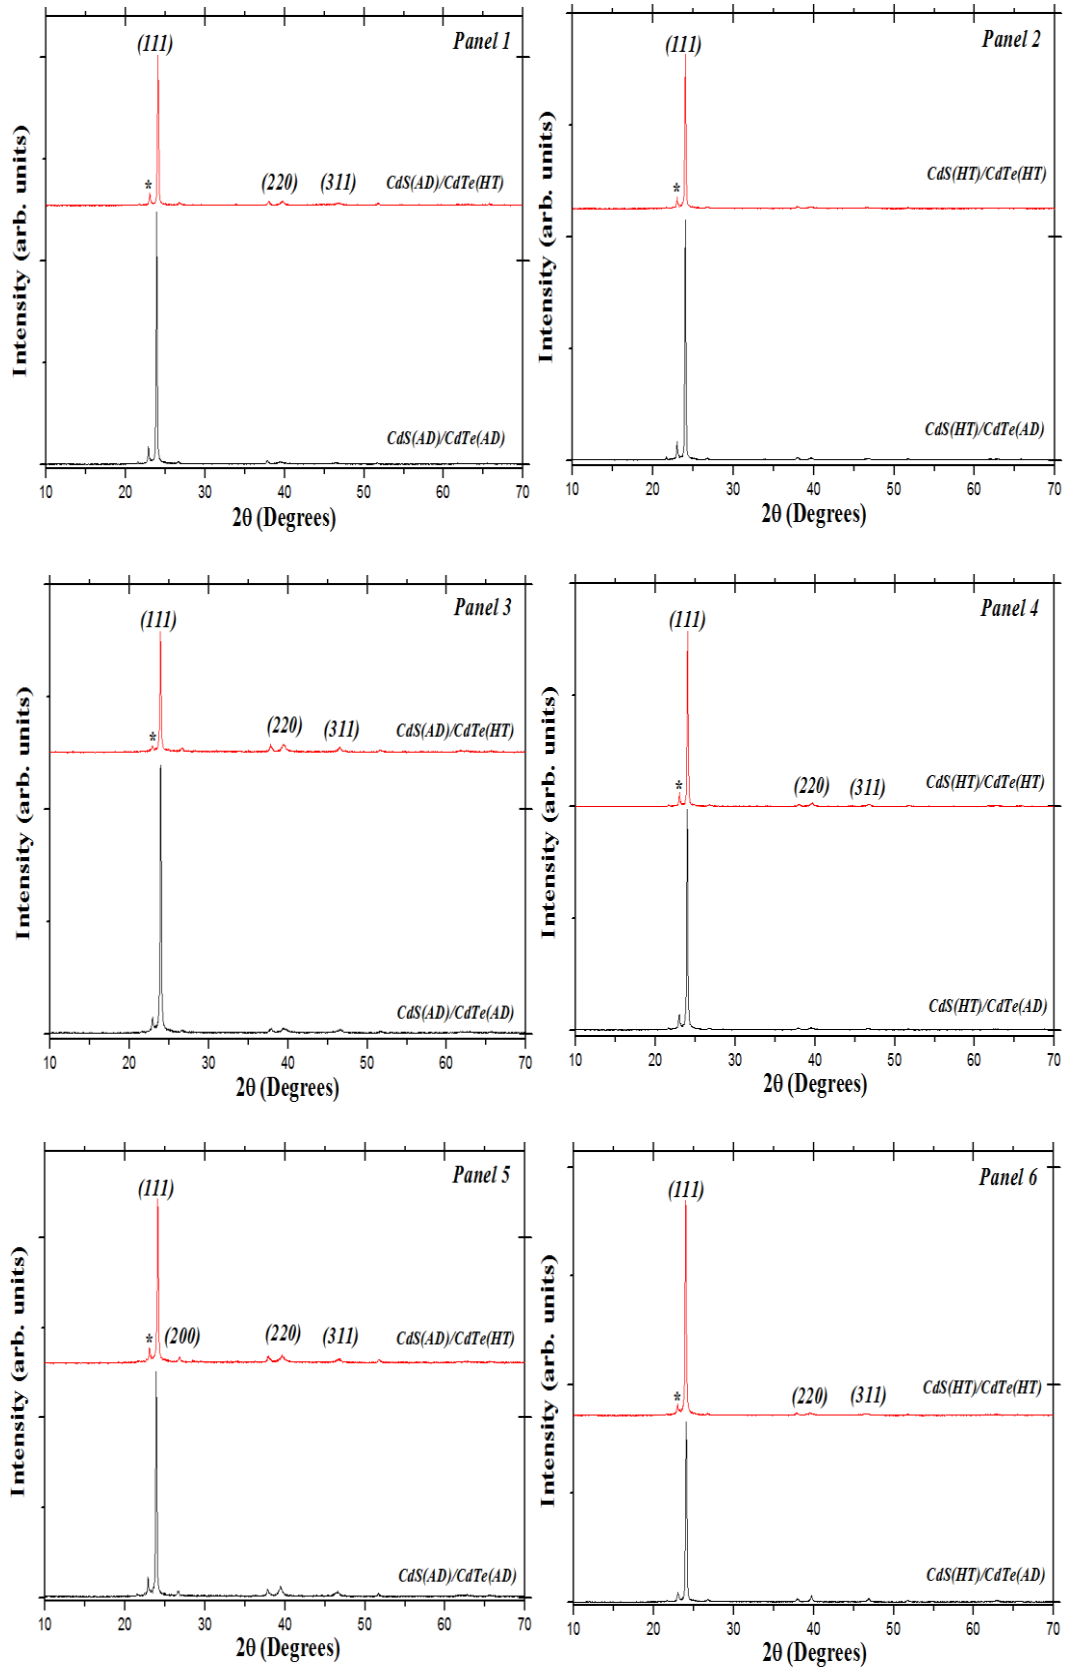 Panel 1
(111)
Intensity (arb. units)
*
(220)
(311)
CdS(AD)/CdTe(HT)
CdS(AD)/CdTe(AD)
10 20 30 40 50 60 70
2θ (Degrees)
Panel 2
(111)
Intensity (arb. units)
*
CdS(HT)/CdTe(HT)
CdS(HT)/CdTe(AD)
10 20 30 40 50 60 70
2θ (Degrees)
Panel 3
(111)
Intensity (arb. units)
*
(220)
(311)
CdS(AD)/CdTe(HT)
CdS(AD)/CdTe(AD)
10 20 30 40 50 60 70
2θ (Degrees)
Panel 4
(111)
Intensity (arb. units)
*
(220)
(311)
CdS(HT)/CdTe(HT)
CdS(HT)/CdTe(AD)
10 20 30 40 50 60 70
2θ (Degrees)
Panel 5
(111)
Intensity (arb. units)
*
(200)
(220)
(311)
CdS(AD)/CdTe(HT)
CdS(AD)/CdTe(AD)
10 20 30 40 50 60 70
2θ (Degrees)
Panel 6
(111)
Intensity (arb. units)
*
(220)
(311)
CdS(HT)/CdTe(HT)
CdS(HT)/CdTe(AD)
10 20 30 40 50 60 70
2θ (Degrees)